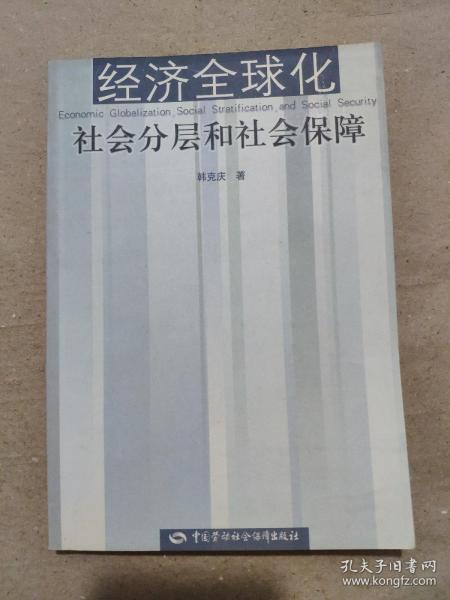 经济全球化
Economic Globalization, Social Stratification, and Social Security
社会分层和社会保障
韩克庆 著
中国劳动社会保障出版社
孔夫子旧书网
www.kongfz.com